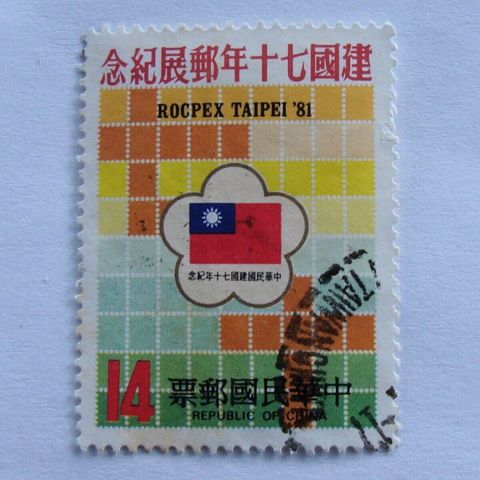 建國七十年郵展紀念
ROCPEX TAIPEI '81
中華民國建國七十年紀念
14
中華民國郵票
REPUBLIC OF CHINA
TAIWAN